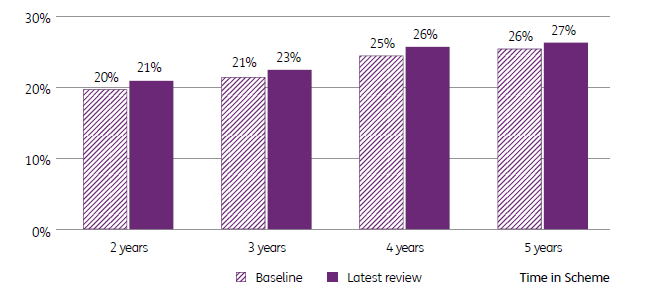 30%
20%
10%
0%
20%
21%
21%
23%
25%
26%
26%
27%
2 years
3 years
4 years
5 years
Baseline
Latest review
Time in Scheme